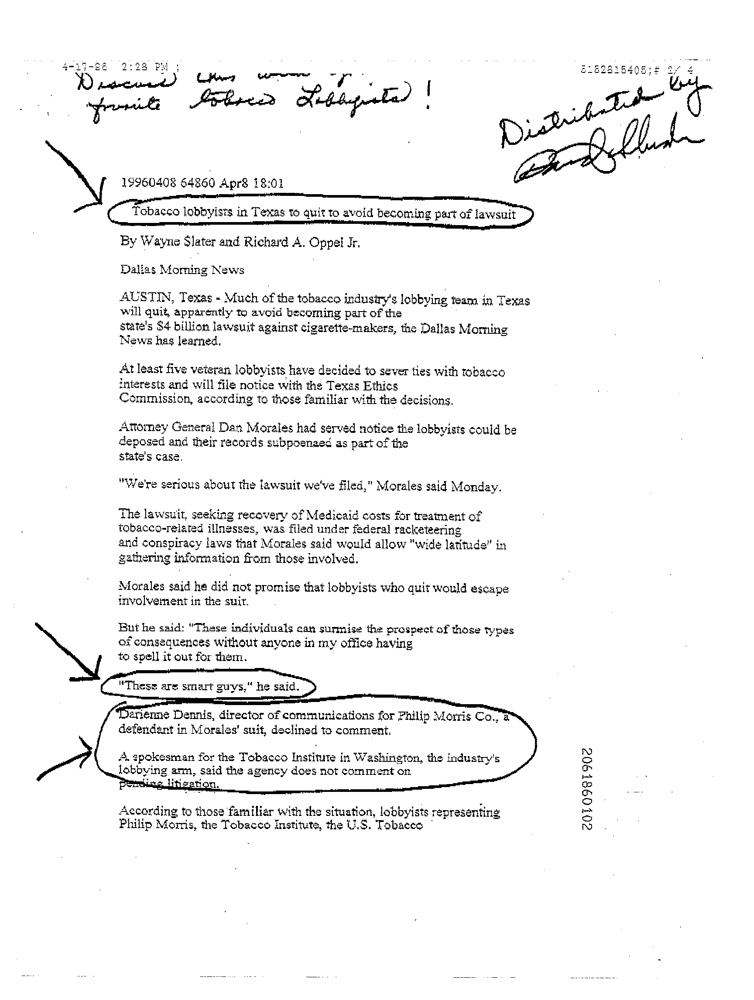 4-17-96 2:28 PM ;
5152815405;# 2/ 4
Discuss this with your
favorite tobacco Lobbyists !
Distributed by
19960408 64860 Apr8 18:01
Tobacco lobbyists in Texas to quit to avoid becoming part of lawsuit
By Wayne Slater and Richard A. Oppel Jr.
Dallas Morning News
AUSTIN, Texas - Much of the tobacco industry's lobbying team in Texas
will quit, apparently to avoid becoming part of the
state's $4 billion lawsuit against cigarette-makers, the Dallas Morning
News has learned.
At least five veteran lobbyists have decided to sever ties with tobacco
interests and will file notice with the Texas Ethics
Commission, according to those familiar with the decisions.
Attorney General Dan Morales had served notice the lobbyists could be
deposed and their records subpoenaed as part of the
state's case.
"We're serious about the lawsuit we've filed," Morales said Monday.
The lawsuit, seeking recovery of Medicaid costs for treatment of
tobacco-related illnesses, was filed under federal racketeering
and conspiracy laws that Morales said would allow "wide latitude" in
gathering information from those involved.
Morales said he did not promise that lobbyists who quit would escape
involvement in the suit.
But he said: "These individuals can surmise the prospect of those types
of consequences without anyone in my office having
to spell it out for them.
"These are smart guys," he said.
Darienne Dennis, director of communications for Philip Morris Co., a
defendant in Morales' suit, declined to comment.
A spokesman for the Tobacco Institute in Washington, the industry's
lobbying arm, said the agency does not comment on
pending litigation.
According to those familiar with the situation, lobbyists representing
Philip Morris, the Tobacco Institute, the U.S. Tobacco
2061860102